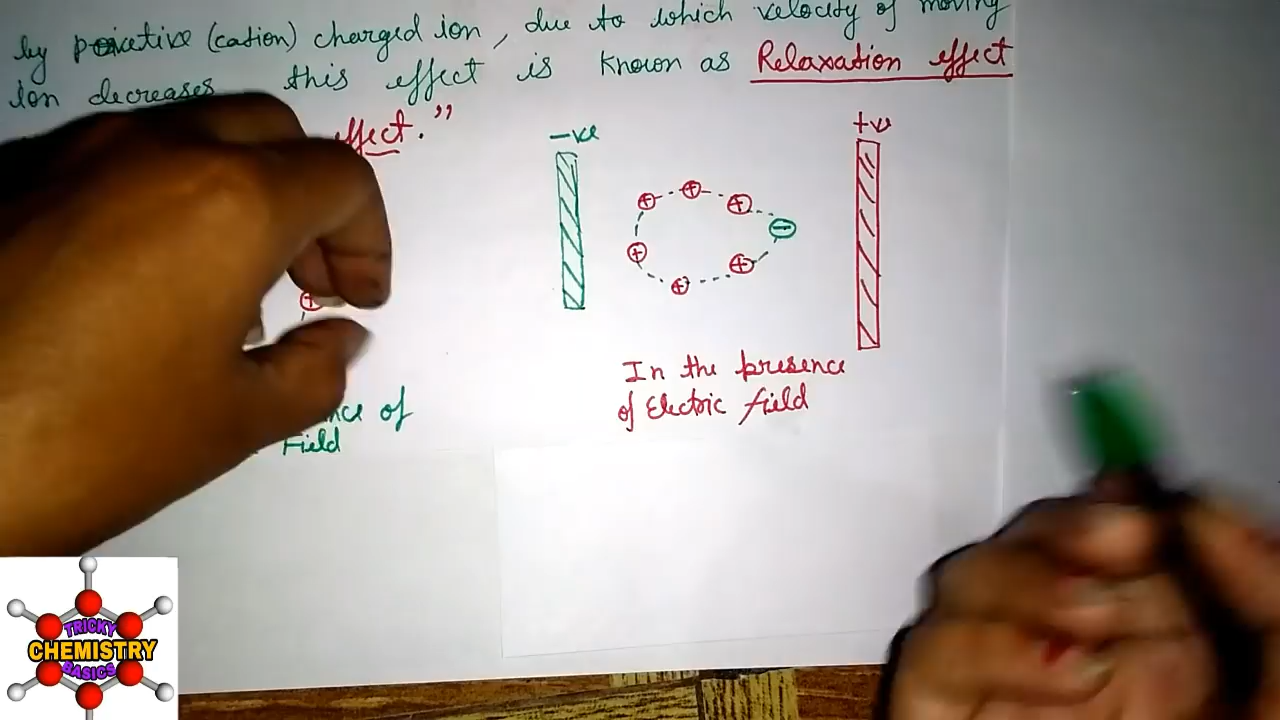 by poicetive (cation) charged ion, due to which velocity of moving
Ion decreases this effect is known as Relaxation effect
effect."
-ve
+ve
In the presence
of Electric field
of
Field
TRICKY
CHEMISTRY
BASICS